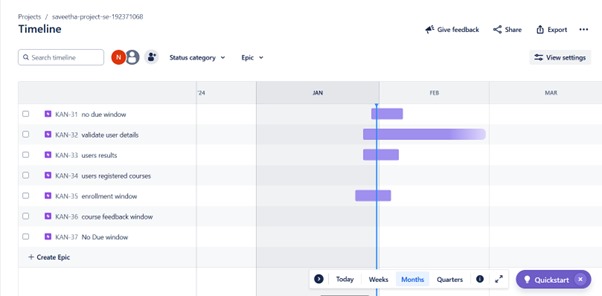 Projects / saveetha-project-se-192371068
Timeline
Give feedback
Share
Export
Search timeline
N
Status category
Epic
View settings
'24
JAN
FEB
MAR
KAN-31 no due window
KAN-32 validate user details
KAN-33 users results
KAN-34 users registered courses
KAN-35 enrollment window
KAN-36 course feedback window
KAN-37 No Due window
+ Create Epic
Today
Weeks
Months
Quarters
Quickstart